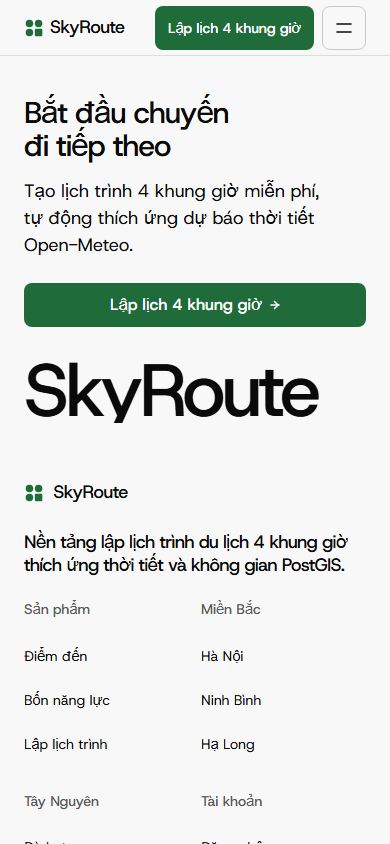 SkyRoute
Lập lịch 4 khung giờ
Bắt đầu chuyến
đi tiếp theo
Tạo lịch trình 4 khung giờ miễn phí,
tự động thích ứng dự báo thời tiết
Open-Meteo.
Lập lịch 4 khung giờ →
SkyRoute
SkyRoute
Nền tảng lập lịch trình du lịch 4 khung giờ
thích ứng thời tiết và không gian PostGIS.
Sản phẩm
Miền Bắc
Điểm đến
Hà Nội
Bốn năng lực
Ninh Bình
Lập lịch trình
Hạ Long
Tây Nguyên
Tài khoản